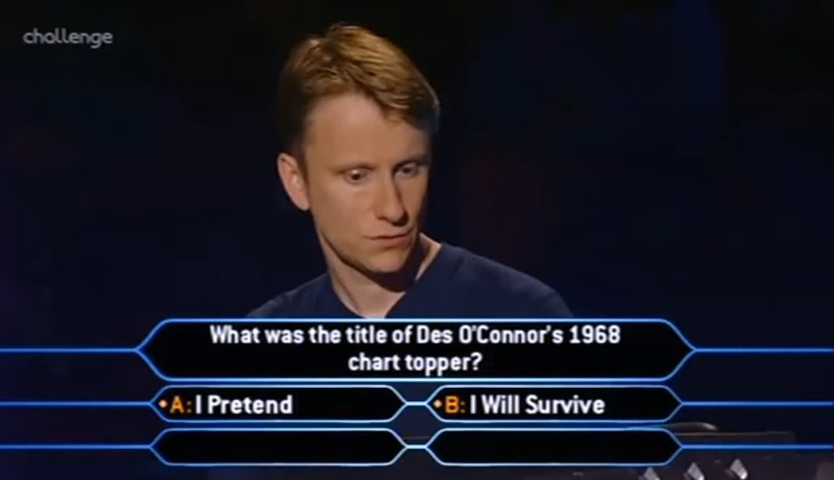 challenge
What was the title of Des O'Connor's 1968
chart topper?
A: I Pretend
B: I Will Survive